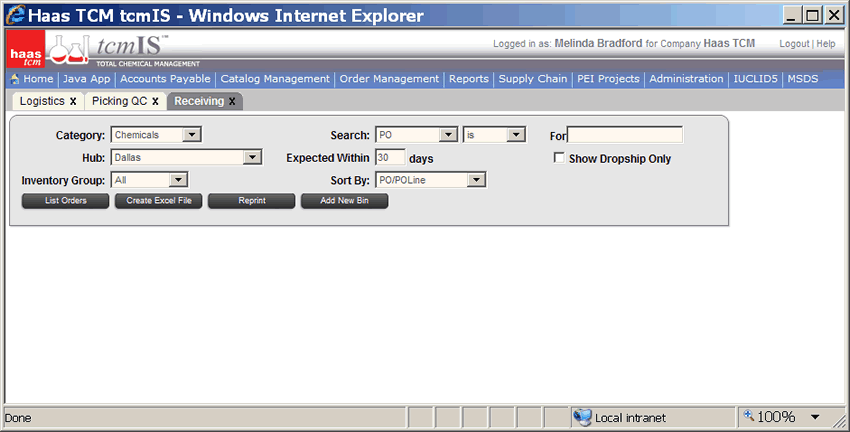 Haas TCM tcmIS - Windows Internet Explorer
haas tcm
tcmIS™
TOTAL CHEMICAL MANAGEMENT
Logged in as: Melinda Bradford for Company Haas TCM Logout | Help
Home | Java App | Accounts Payable | Catalog Management | Order Management | Reports | Supply Chain | PEI Projects | Administration | IUCLID5 | MSDS
Logistics x Picking QC x Receiving x
Category: Chemicals Search: PO is For
Hub: Dallas Expected Within 30 days Show Dropship Only
Inventory Group: All Sort By: PO/POLine
List Orders Create Excel File Reprint Add New Bin
Done Local intranet 100%